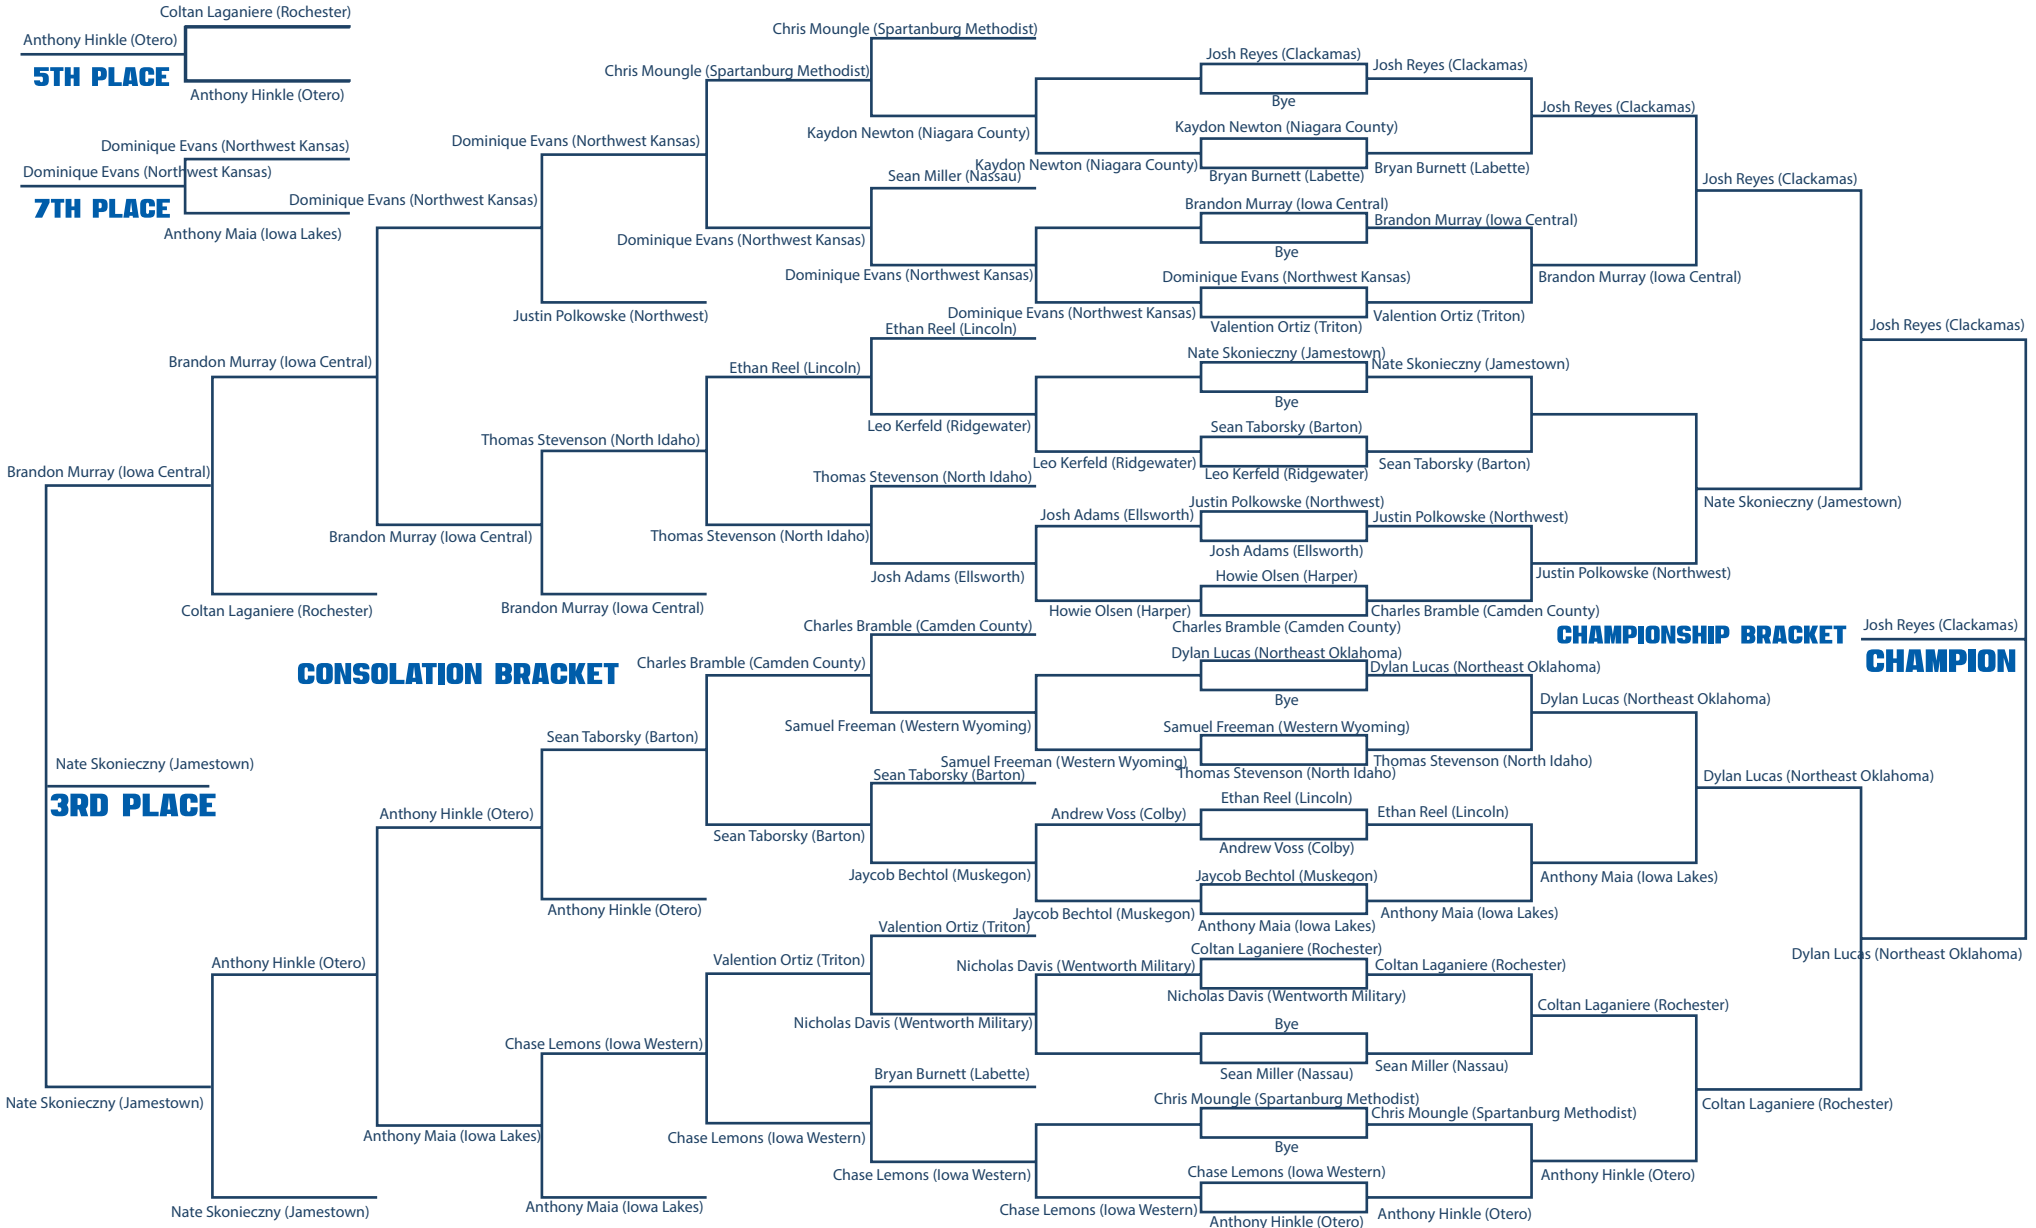 Coltan Laganiere (Rochester)
Anthony Hinkle (Otero)
5TH PLACE
Anthony Hinkle (Otero)
Dominique Evans (Northwest Kansas)
Dominique Evans (Northwest Kansas)
7TH PLACE
Anthony Maia (Iowa Lakes)
Brandon Murray (Iowa Central)
Nate Skonieczny (Jamestown)
3RD PLACE
Nate Skonieczny (Jamestown)
Brandon Murray (Iowa Central)
Coltan Laganiere (Rochester)
Anthony Hinkle (Otero)
Nate Skonieczny (Jamestown)
Dominique Evans (Northwest Kansas)
Brandon Murray (Iowa Central)
CONSOLATION BRACKET
Anthony Hinkle (Otero)
Anthony Maia (Iowa Lakes)
Dominique Evans (Northwest Kansas)
Justin Polkowske (Northwest)
Thomas Stevenson (North Idaho)
Brandon Murray (Iowa Central)
Sean Taborsky (Barton)
Anthony Hinkle (Otero)
Chase Lemons (Iowa Western)
Anthony Maia (Iowa Lakes)
Chris Moungle (Spartanburg Methodist)
Dominique Evans (Northwest Kansas)
Ethan Reel (Lincoln)
Thomas Stevenson (North Idaho)
Charles Bramble (Camden County)
Sean Taborsky (Barton)
Valention Ortiz (Triton)
Chase Lemons (Iowa Western)
Chris Moungle (Spartanburg Methodist)
Kaydon Newton (Niagara County)
Sean Miller (Nassau)
Dominique Evans (Northwest Kansas)
Ethan Reel (Lincoln)
Leo Kerfeld (Ridgewater)
Thomas Stevenson (North Idaho)
Josh Adams (Ellsworth)
Charles Bramble (Camden County)
Samuel Freeman (Western Wyoming)
Sean Taborsky (Barton)
Jaycob Bechtol (Muskegon)
Valention Ortiz (Triton)
Nicholas Davis (Wentworth Military)
Bryan Burnett (Labette)
Chase Lemons (Iowa Western)
Kaydon Newton (Niagara County)
Dominique Evans (Northwest Kansas)
Leo Kerfeld (Ridgewater)
Josh Adams (Ellsworth)
Howie Olsen (Harper)
Samuel Freeman (Western Wyoming)
Andrew Voss (Colby)
Jaycob Bechtol (Muskegon)
Nicholas Davis (Wentworth Military)
Chase Lemons (Iowa Western)
Josh Reyes (Clackamas)
Bye
Kaydon Newton (Niagara County)
Bryan Burnett (Labette)
Brandon Murray (Iowa Central)
Bye
Dominique Evans (Northwest Kansas)
Valention Ortiz (Triton)
Nate Skonieczny (Jamestown)
Bye
Sean Taborsky (Barton)
Leo Kerfeld (Ridgewater)
Justin Polkowske (Northwest)
Josh Adams (Ellsworth)
Howie Olsen (Harper)
Charles Bramble (Camden County)
Dylan Lucas (Northeast Oklahoma)
Bye
Samuel Freeman (Western Wyoming)
Thomas Stevenson (North Idaho)
Ethan Reel (Lincoln)
Andrew Voss (Colby)
Jaycob Bechtol (Muskegon)
Anthony Maia (Iowa Lakes)
Coltan Laganiere (Rochester)
Nicholas Davis (Wentworth Military)
Bye
Sean Miller (Nassau)
Chris Moungle (Spartanburg Methodist)
Bye
Chase Lemons (Iowa Western)
Anthony Hinkle (Otero)
Josh Reyes (Clackamas)
Bryan Burnett (Labette)
Brandon Murray (Iowa Central)
Valention Ortiz (Triton)
Nate Skonieczny (Jamestown)
Sean Taborsky (Barton)
Justin Polkowske (Northwest)
Charles Bramble (Camden County)
Dylan Lucas (Northeast Oklahoma)
Thomas Stevenson (North Idaho)
Ethan Reel (Lincoln)
Anthony Maia (Iowa Lakes)
Coltan Laganiere (Rochester)
Sean Miller (Nassau)
Chris Moungle (Spartanburg Methodist)
Anthony Hinkle (Otero)
Josh Reyes (Clackamas)
Brandon Murray (Iowa Central)
Justin Polkowske (Northwest)
Dylan Lucas (Northeast Oklahoma)
Anthony Maia (Iowa Lakes)
Coltan Laganiere (Rochester)
Anthony Hinkle (Otero)
Josh Reyes (Clackamas)
Nate Skonieczny (Jamestown)
Dylan Lucas (Northeast Oklahoma)
Coltan Laganiere (Rochester)
Josh Reyes (Clackamas)
Dylan Lucas (Northeast Oklahoma)
CHAMPIONSHIP BRACKET
Josh Reyes (Clackamas)
CHAMPION